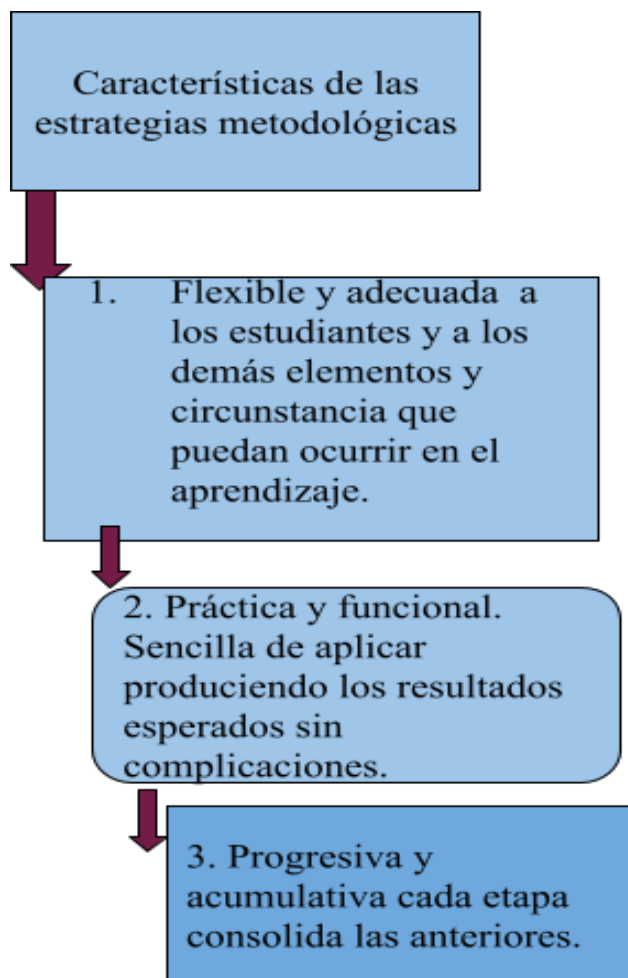 Características de las
estrategias metodológicas
1. Flexible y adecuada a
los estudiantes y a los
demás elementos y
circunstancia que
puedan ocurrir en el
aprendizaje.
2. Práctica y funcional.
Sencilla de aplicar
produciendo los resultados
esperados sin
complicaciones.
3. Progresiva y
acumulativa cada etapa
consolida las anteriores.